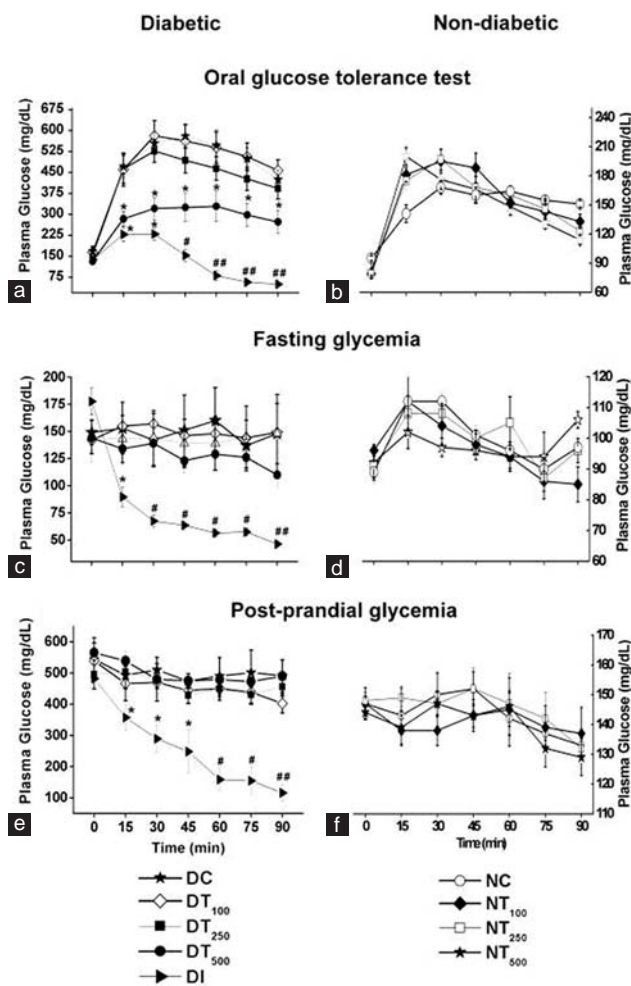 Diabetic Non-diabetic
Oral glucose tolerance test
Plasma Glucose (mg/dL)
675
600
525
450
375
300
225
150
75
* * * * * * * * # ## ## ##
a
240
210
180
150
120
90
60
Plasma Glucose (mg/dL)
b
Fasting glycemia
Plasma Glucose (mg/dL)
200
175
150
125
100
75
50
* # # # # ##
c
120
110
100
90
80
70
60
Plasma Glucose (mg/dL)
d
Post-prandial glycemia
Plasma Glucose (mg/dL)
600
500
400
300
200
100
* * * # # ##
e
0 15 30 45 60 75 90
Time (min)
170
160
150
140
130
120
110
Plasma Glucose (mg/dL)
f
0 15 30 45 60 75 90
Time (min)
DC
DT100
DT250
DT500
DI
NC
NT100
NT250
NT500